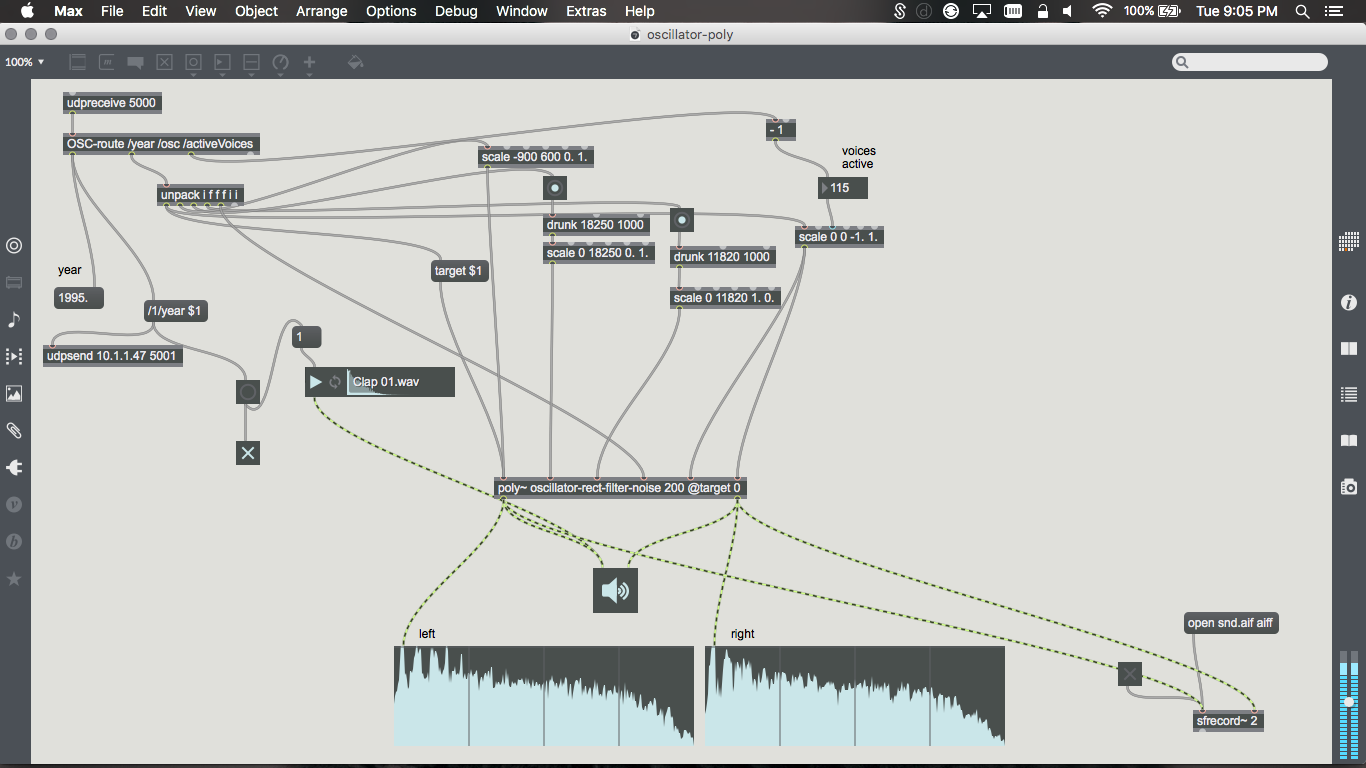 Max File Edit View Object Arrange Options Debug Window Extras Help 100% Tue 9:05 PM
oscillator-poly
100%
udpreceive 5000
OSC-route /year /osc /activeVoices
- 1
voices
active
scale -900 600 0. 1.
unpack i f f f i i
115
drunk 18250 1000
scale 0 0 -1. 1.
scale 0 18250 0. 1.
drunk 11820 1000
year
target $1
1995.
scale 0 11820 1. 0.
/1/year $1
1
udpsend 10.1.1.47 5001
Clap 01.wav
poly~ oscillator-rect-filter-noise 200 @target 0
left
right
open snd.aif aiff
sfrecord~ 2